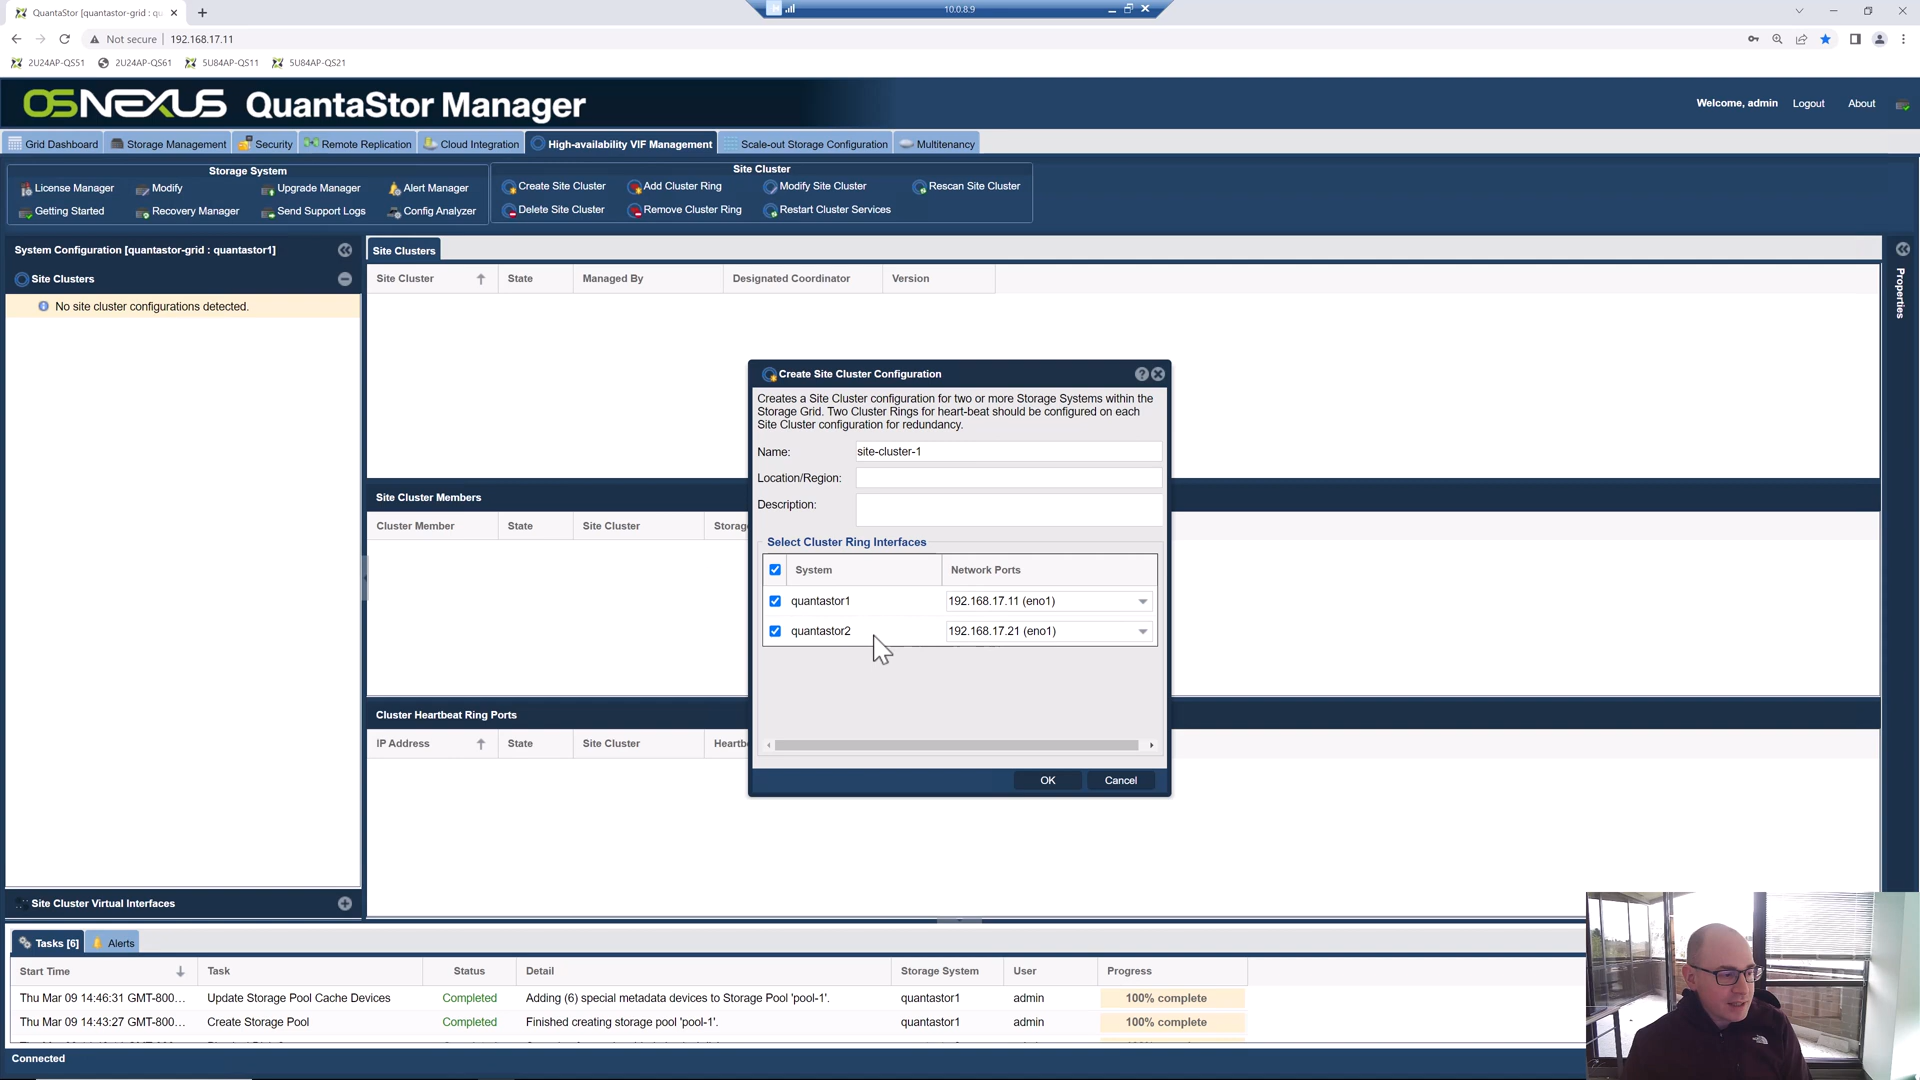 QuantaStor [quantastor-grid : qu
10.0.8.9
Not secure
192.168.17.11
2U24AP-QS51
2U24AP-QS61
5U84AP-QS11
5U84AP-QS21
OSNEXUS QuantaStor Manager
Welcome, admin
Logout
About
Grid Dashboard
Storage Management
Security
Remote Replication
Cloud Integration
High-availability VIF Management
Scale-out Storage Configuration
Multitenancy
Storage System
License Manager
Modify
Upgrade Manager
Alert Manager
Getting Started
Recovery Manager
Send Support Logs
Config Analyzer
Site Cluster
Create Site Cluster
Add Cluster Ring
Modify Site Cluster
Rescan Site Cluster
Delete Site Cluster
Remove Cluster Ring
Restart Cluster Services
System Configuration [quantastor-grid : quantastor1]
Site Clusters
No site cluster configurations detected.
Site Cluster Virtual Interfaces
Site Clusters
Site Cluster
State
Managed By
Designated Coordinator
Version
Properties
Site Cluster Members
Cluster Member
State
Site Cluster
Storag
Cluster Heartbeat Ring Ports
IP Address
State
Site Cluster
Heartb
Create Site Cluster Configuration
Creates a Site Cluster configuration for two or more Storage Systems within the
Storage Grid. Two Cluster Rings for heart-beat should be configured on each
Site Cluster configuration for redundancy.
Name:
site-cluster-1
Location/Region:
Description:
Select Cluster Ring Interfaces
System
Network Ports
quantastor1
192.168.17.11 (eno1)
quantastor2
192.168.17.21 (eno1)
OK
Cancel
Tasks [6]
Alerts
Start Time
Task
Status
Detail
Storage System
User
Progress
Thu Mar 09 14:46:31 GMT-800...
Update Storage Pool Cache Devices
Completed
Adding (6) special metadata devices to Storage Pool 'pool-1'.
quantastor1
admin
100% complete
Thu Mar 09 14:43:27 GMT-800...
Create Storage Pool
Completed
Finished creating storage pool 'pool-1'.
quantastor1
admin
100% complete
Connected